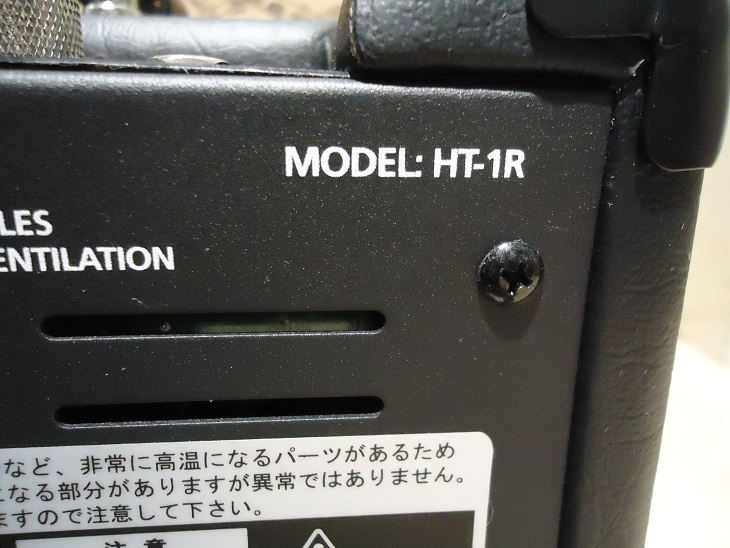 MODEL: HT-1R
LES
ENTILATION
など、非常に高温になるパーツがあるため
なる部分がありますが異常ではありません。
ますので注意して下さい。
注意